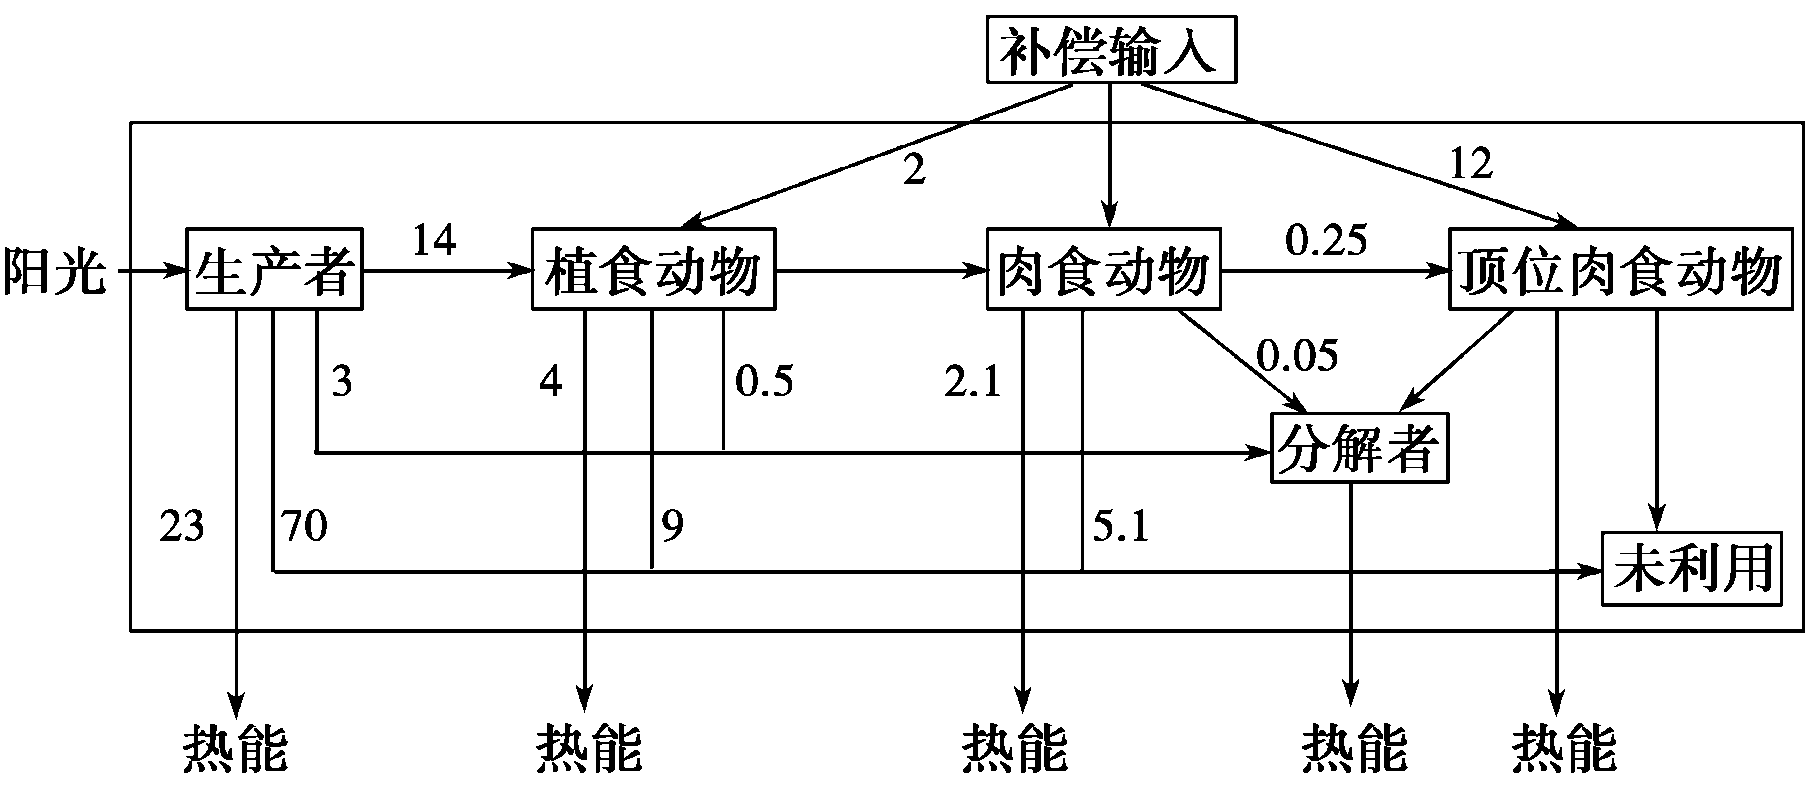 补偿输入
2
12
阳光
生产者
14
植食动物
肉食动物
0.25
顶位肉食动物
3
4
0.5
2.1
0.05
分解者
23
70
9
5.1
未利用
热能
热能
热能
热能
热能